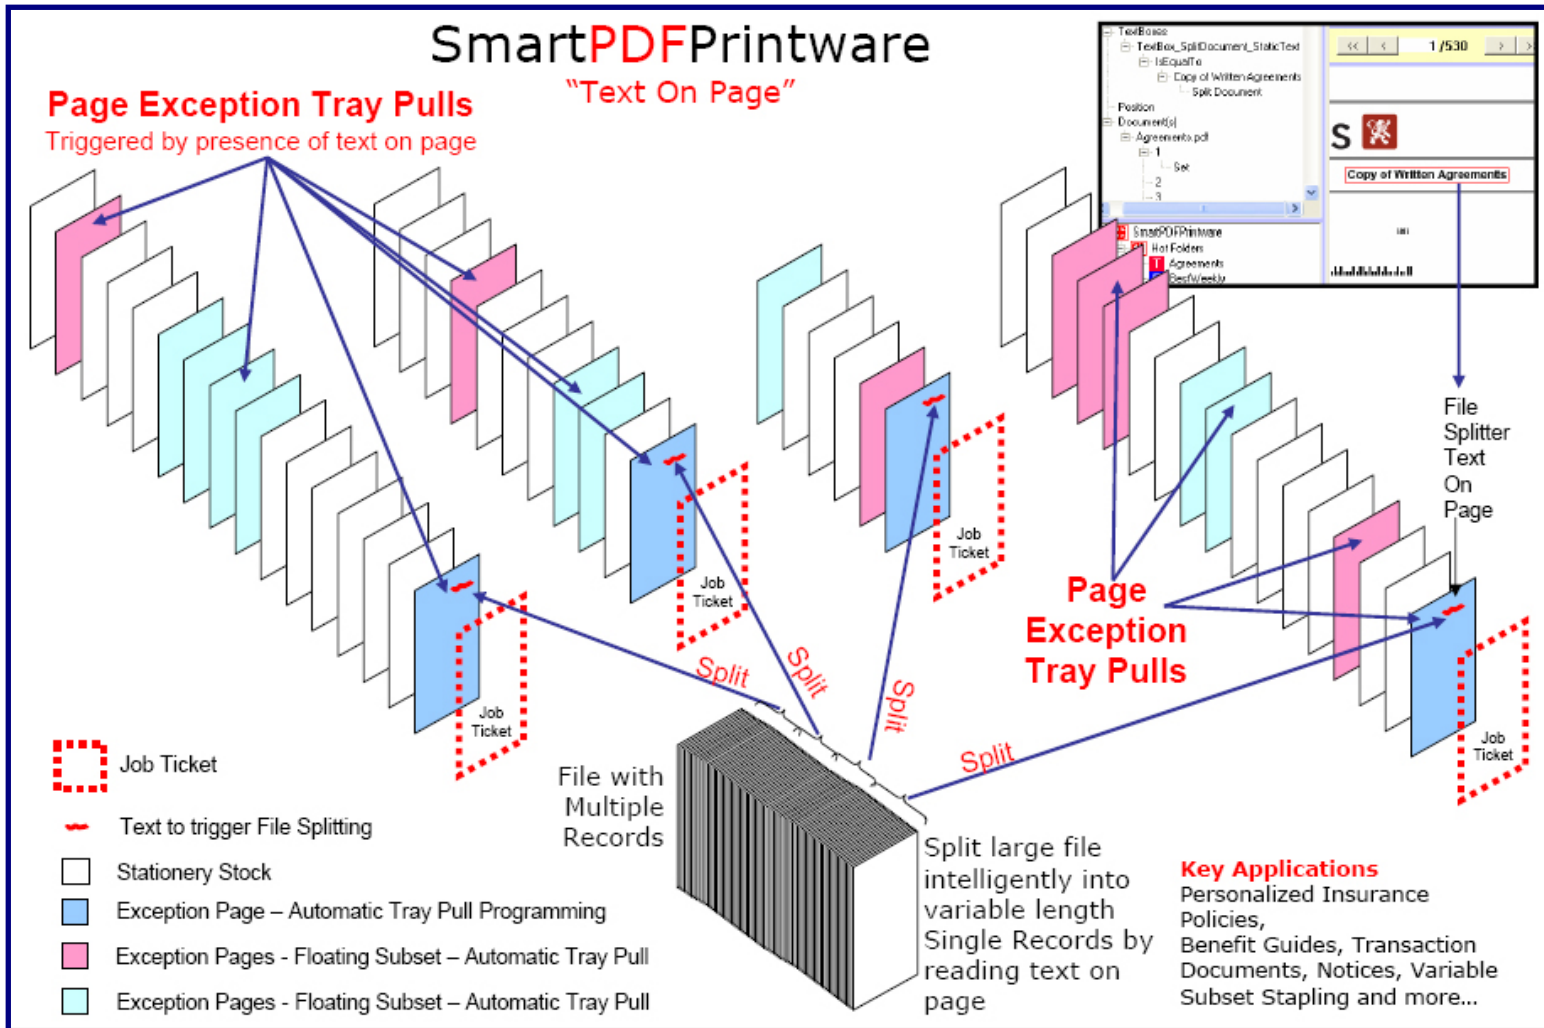 SmartPDFPrintware
“Text On Page”
Page Exception Tray Pulls
Triggered by presence of text on page
TextBoxes
TextBox_SplitDocument_StaticText
IsEqualTo
Copy of Written Agreements
Split Document
Position
Document(s)
Agreements.pdf
1
Set
2
3
SmartPDFPrintware
Hot Folders
T Agreements
BestWeekly
<< < 1 /530 > >
S
Copy of Written Agreements
File
Splitter
Text
On
Page
Job
Ticket
Job
Ticket
Job
Ticket
Job
Ticket
Page
Exception
Tray Pulls
Split
Split
Split
Split
File with
Multiple
Records
Split large file
intelligently into
variable length
Single Records by
reading text on
page
Job Ticket
Text to trigger File Splitting
Stationery Stock
Exception Page – Automatic Tray Pull Programming
Exception Pages - Floating Subset – Automatic Tray Pull
Exception Pages - Floating Subset – Automatic Tray Pull
Key Applications
Personalized Insurance
Policies,
Benefit Guides, Transaction
Documents, Notices, Variable
Subset Stapling and more...